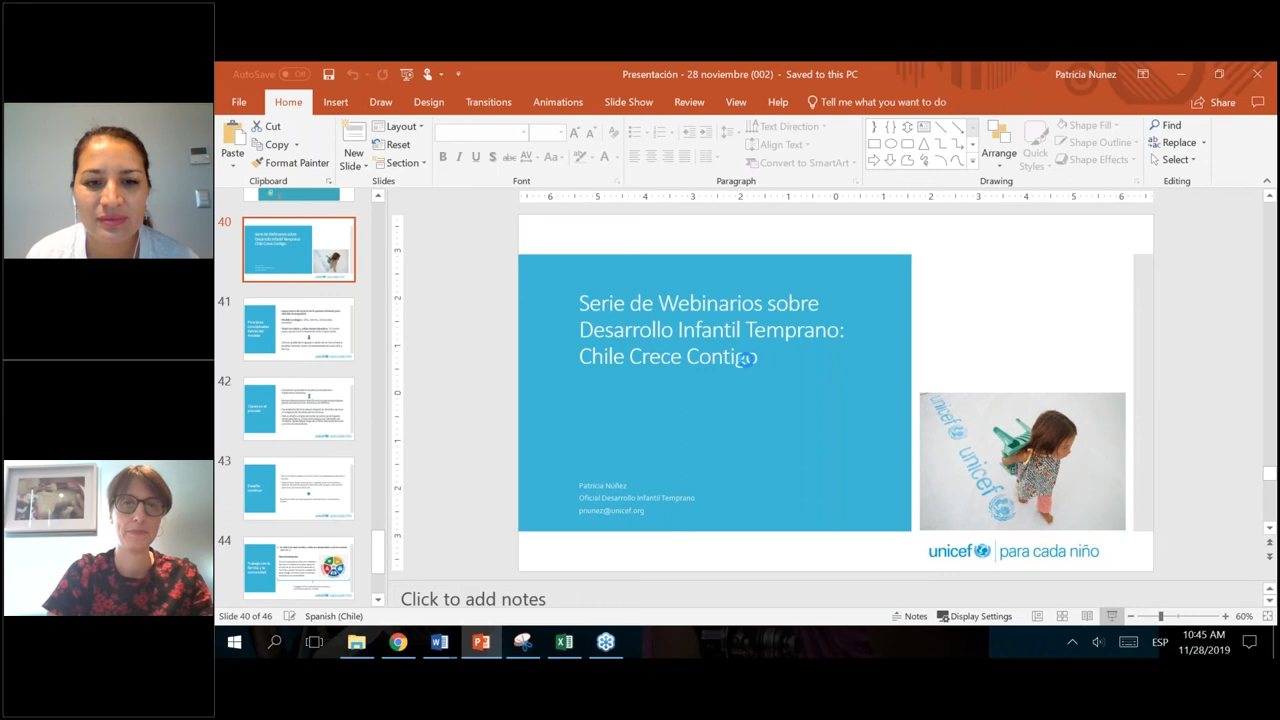 AutoSave Off
Presentación - 28 noviembre (002) - Saved to this PC
Patricia Nunez
File Home Insert Draw Design Transitions Animations Slide Show Review View Help Tell me what you want to do
Share
Paste
Cut
Copy
Format Painter
Clipboard
New
Slide
Layout
Reset
Section
Slides
B I U S abc AV Aa
Font
Text Direction
Align Text
Convert to SmartArt
Paragraph
Arrange
Quick
Styles
Shape Fill
Shape Outline
Shape Effects
Drawing
Find
Replace
Select
Editing
40
41
42
43
44
Serie de Webinarios sobre
Desarrollo Infantil Temprano:
Chile Crece Contigo
Patricia Núñez
Oficial Desarrollo Infantil Temprano
pnunez@unicef.org
unicef
unicef
unicef
unicef | para cada niño
Click to add notes
Slide 40 of 46
Spanish (Chile)
Notes
Display Settings
60%
ESP
10:45 AM
11/28/2019